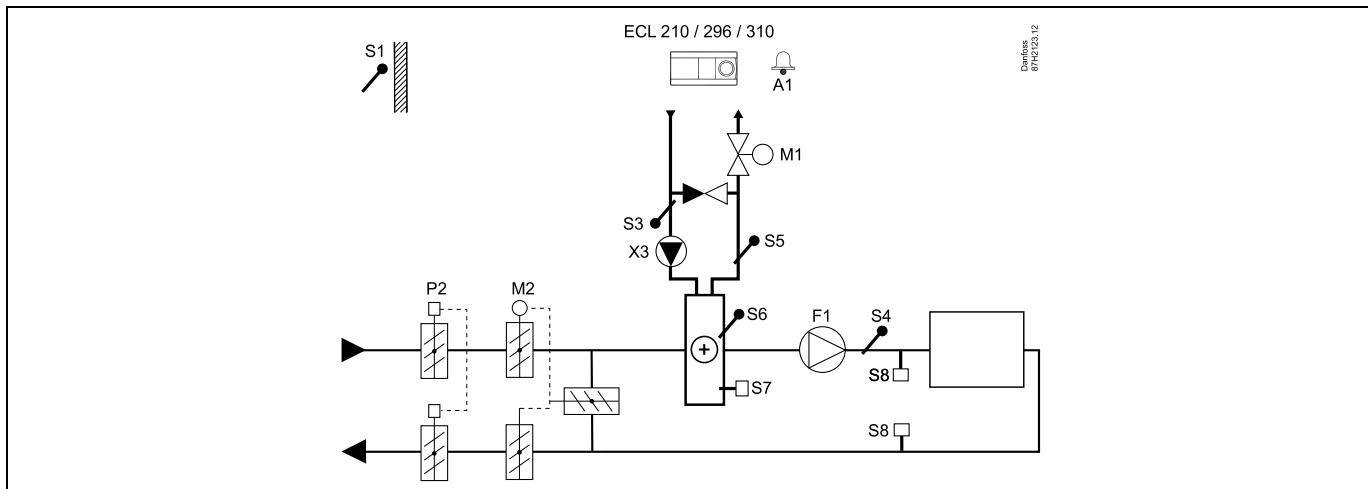 ECL 210 / 296 / 310
Danfoss
87H2123.12
S1
A1
M1
S3
S5
X3
P2
M2
S6
F1
S4
S8
S7
S8